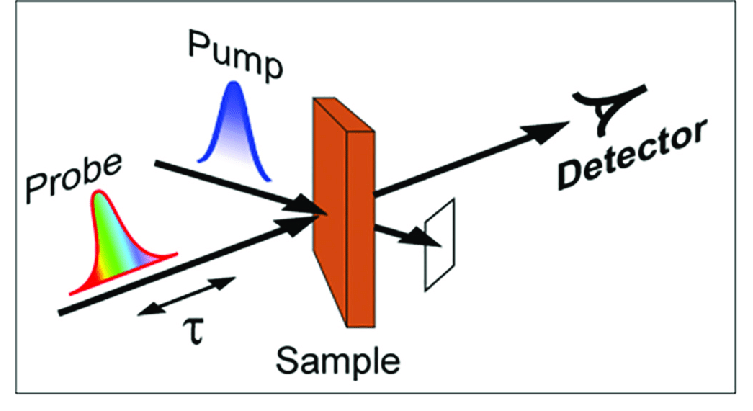 Pump
Probe
Detector
τ
Sample